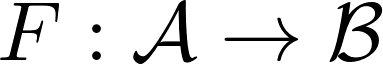 F : 𝒜 → ℬ